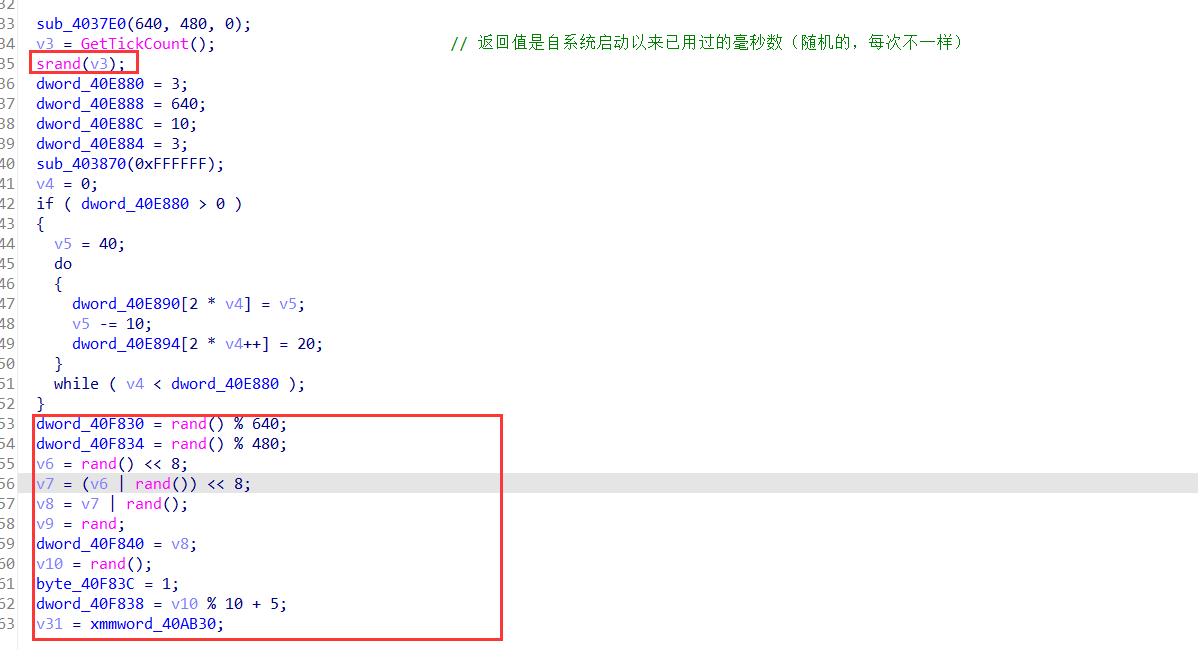 32
33 sub_4037E0(640, 480, 0);
34 v3 = GetTickCount(); // 返回值是自系统启动以来已用过的毫秒数（随机的，每次不一样）
35 srand(v3);
36 dword_40E880 = 3;
37 dword_40E888 = 640;
38 dword_40E88C = 10;
39 dword_40E884 = 3;
40 sub_403870(0xFFFFFF);
41 v4 = 0;
42 if ( dword_40E880 > 0 )
43 {
44 v5 = 40;
45 do
46 {
47 dword_40E890[2 * v4] = v5;
48 v5 -= 10;
49 dword_40E894[2 * v4++] = 20;
50 }
51 while ( v4 < dword_40E880 );
52 }
53 dword_40F830 = rand() % 640;
54 dword_40F834 = rand() % 480;
55 v6 = rand() << 8;
56 v7 = (v6 | rand()) << 8;
57 v8 = v7 | rand();
58 v9 = rand;
59 dword_40F840 = v8;
60 v10 = rand();
61 byte_40F83C = 1;
62 dword_40F838 = v10 % 10 + 5;
63 v31 = xmmword_40AB30;